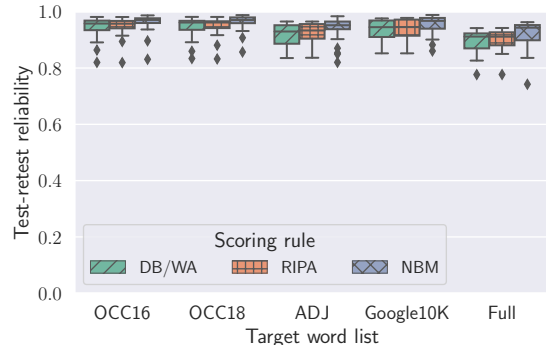 Test-retest reliability
1.0
0.8
0.6
0.4
0.2
0.0
Scoring rule
DB/WA RIPA NBM
OCC16 OCC18 ADJ Google10K Full
Target word list